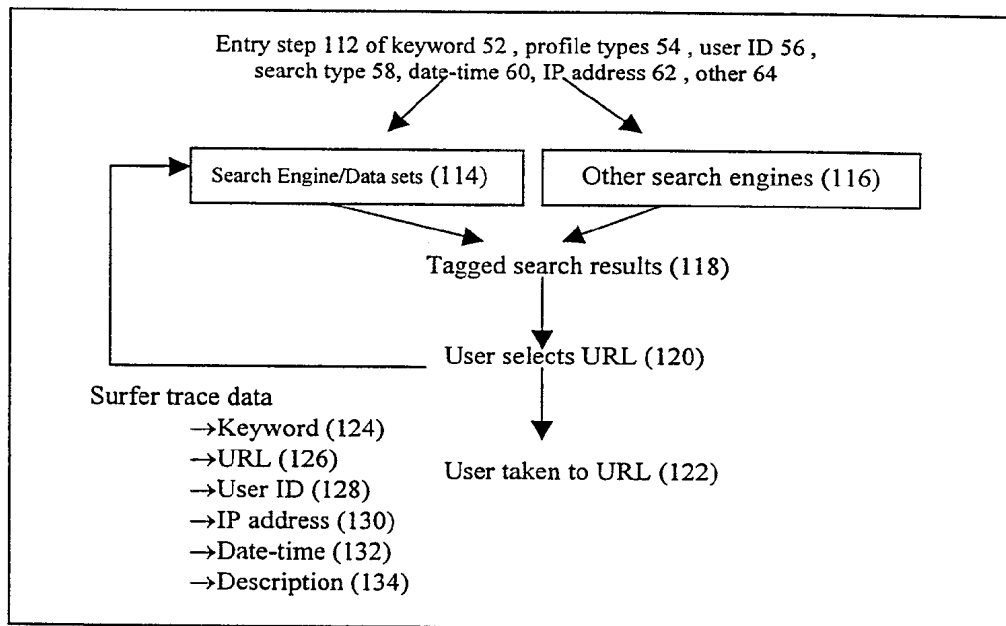 Entry step 112 of keyword 52 , profile types 54 , user ID 56 ,
search type 58, date-time 60, IP address 62 , other 64
Search Engine/Data sets (114)
Other search engines (116)
Tagged search results (118)
User selects URL (120)
Surfer trace data
→Keyword (124)
→URL (126)
→User ID (128)
→IP address (130)
→Date-time (132)
→Description (134)
User taken to URL (122)